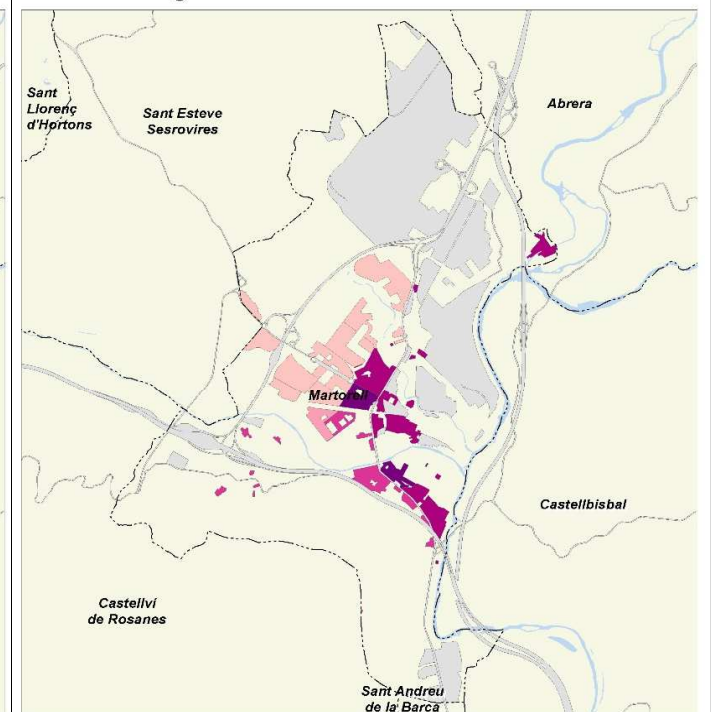 Sant
Llorenç
d'Hortons
Sant Esteve
Sesrovires
Abrera
Martorell
Castellbisbal
Castellví
de Rosanes
Sant Andreu
de la Barca